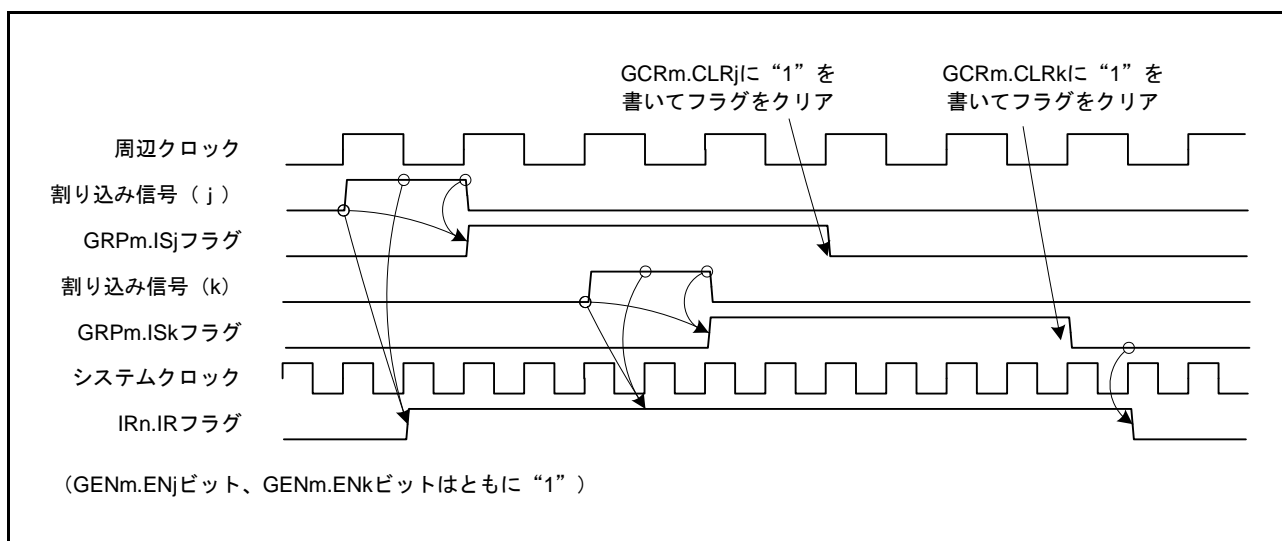 GCRm.CLRjに“1”を
書いてフラグをクリア
GCRm.CLRkに“1”を
書いてフラグをクリア
周辺クロック
割り込み信号（ j ）
GRPm.ISjフラグ
割り込み信号（k）
GRPm.ISkフラグ
システムクロック
IRn.IRフラグ
（GENm.ENjビット、GENm.ENkビットはともに“1”）